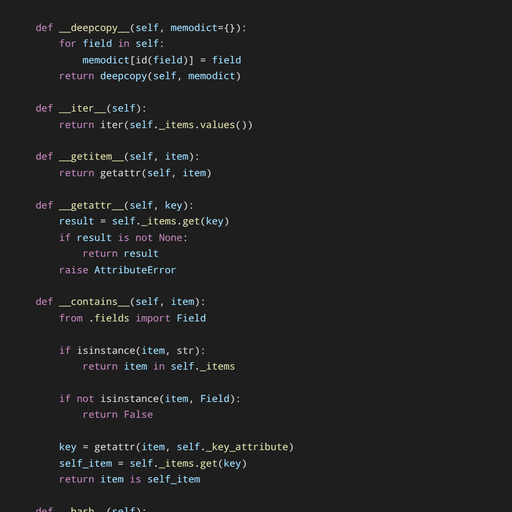 def __deepcopy__(self, memodict={}):
for field in self:
memodict[id(field)] = field
return deepcopy(self, memodict)
def __iter__(self):
return iter(self._items.values())
def __getitem__(self, item):
return getattr(self, item)
def __getattr__(self, key):
result = self._items.get(key)
if result is not None:
return result
raise AttributeError
def __contains__(self, item):
from .fields import Field
if isinstance(item, str):
return item in self._items
if not isinstance(item, Field):
return False
key = getattr(item, self._key_attribute)
self_item = self._items.get(key)
return item is self_item
def __hash__(self):